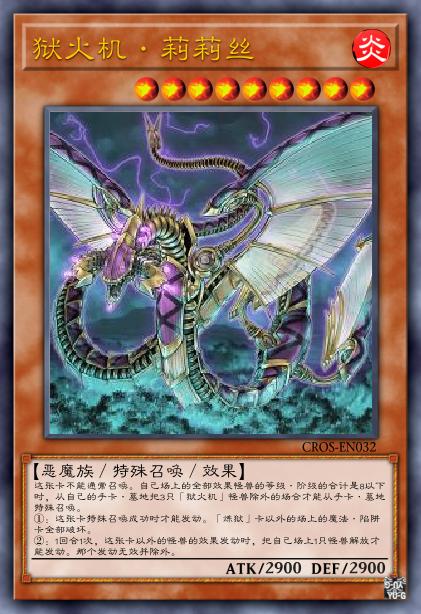 狱火机·莉莉丝
炎
CROS-EN032
【恶魔族／特殊召唤／效果】
这张卡不能通常召唤。自己场上的全部效果怪兽的等级·阶级的合计是8以下
时，从自己的手卡·墓地把3只「狱火机」怪兽除外的场合才能从手卡·墓地
特殊召唤。
①：这张卡特殊召唤成功时才能发动。「炼狱」卡以外的场上的魔法·陷阱
卡全部破坏。
②：1回合1次，这张卡以外的怪兽的效果发动时，把自己场上1只怪兽解放才
能发动。那个发动无效并除外。
ATK/2900 DEF/2900